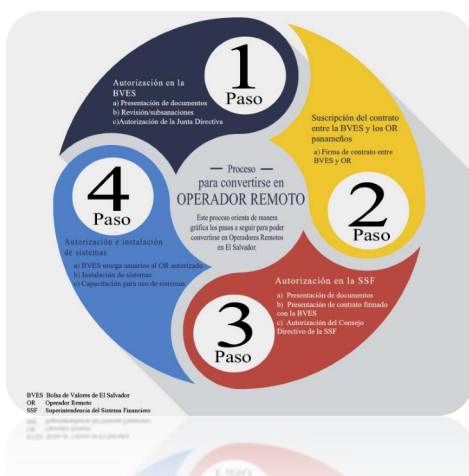 1
Paso
Autorización en la
BVES
a) Presentación de documentos
b) Revisión/subsanaciones
c)Autorización de la Junta Directiva
Suscripción del contrato
entre la BVES y los OR
panameños
a) Firma de contrato entre
BVES y OR
2
Paso
Autorización en la SSF
a) Presentación de documentos
b) Presentación de contrato firmado
con la BVES
c) Autorización del Consejo
Directivo de la SSF
3
Paso
4
Paso
Autorización e instalación
de sistemas
a) BVES otorga usuarios al OR autorizado
b) Instalación de sistemas
c) Capacitación para uso de sistemas
— Proceso —
para convertirse en
OPERADOR REMOTO
Este proceso orienta de manera
gráfica los pasos a seguir para poder
convertirse en Operadores Remotos
en El Salvador.
BVES Bolsa de Valores de El Salvador
OR Operador Remoto
SSF Superintendencia del Sistema Financiero